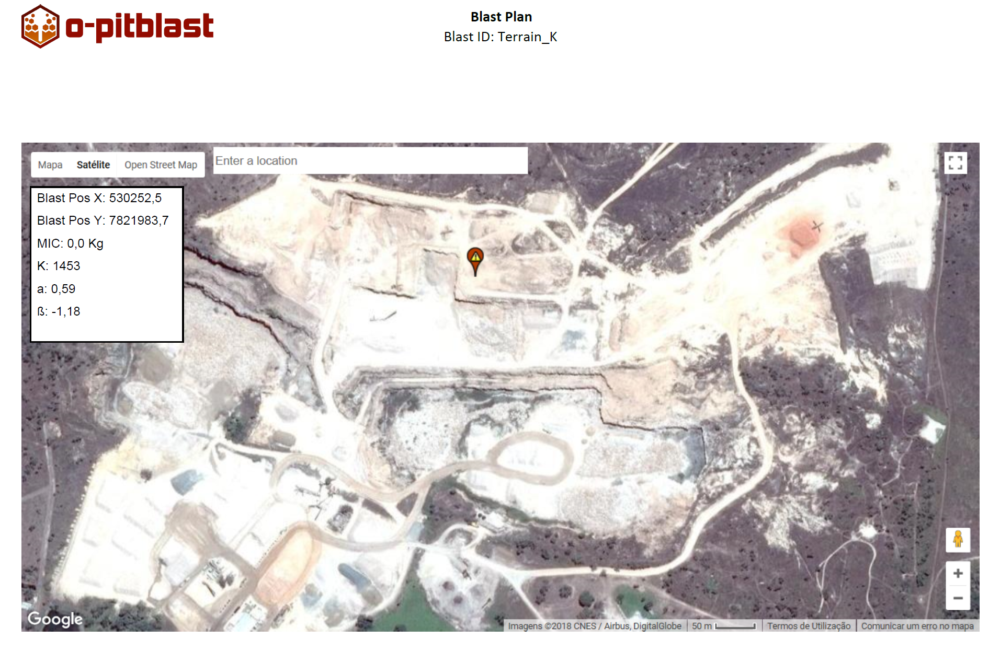 o-pitblast
Blast Plan
Blast ID: Terrain_K
Mapa Satélite Open Street Map
Enter a location
Blast Pos X: 530252,5
Blast Pos Y: 7821983,7
MIC: 0,0 Kg
K: 1453
a: 0,59
ß: -1,18
Google
Imagens ©2018 CNES / Airbus, DigitalGlobe 50 m Termos de Utilização Comunicar um erro no mapa